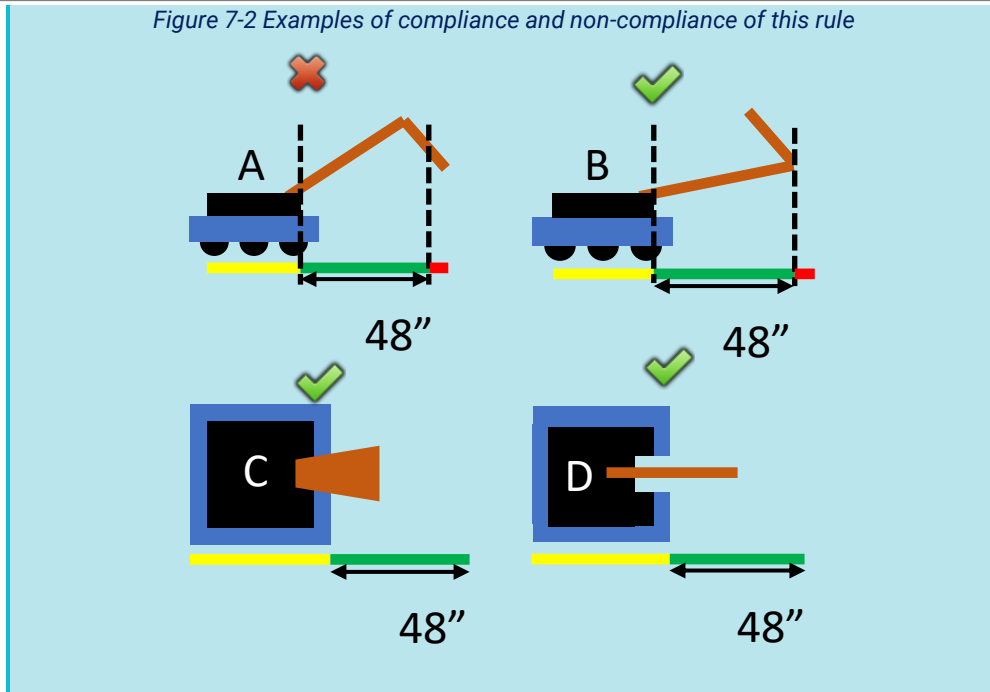 Figure 7-2 Examples of compliance and non-compliance of this rule
A
B
48”
48”
C
D
48”
48”